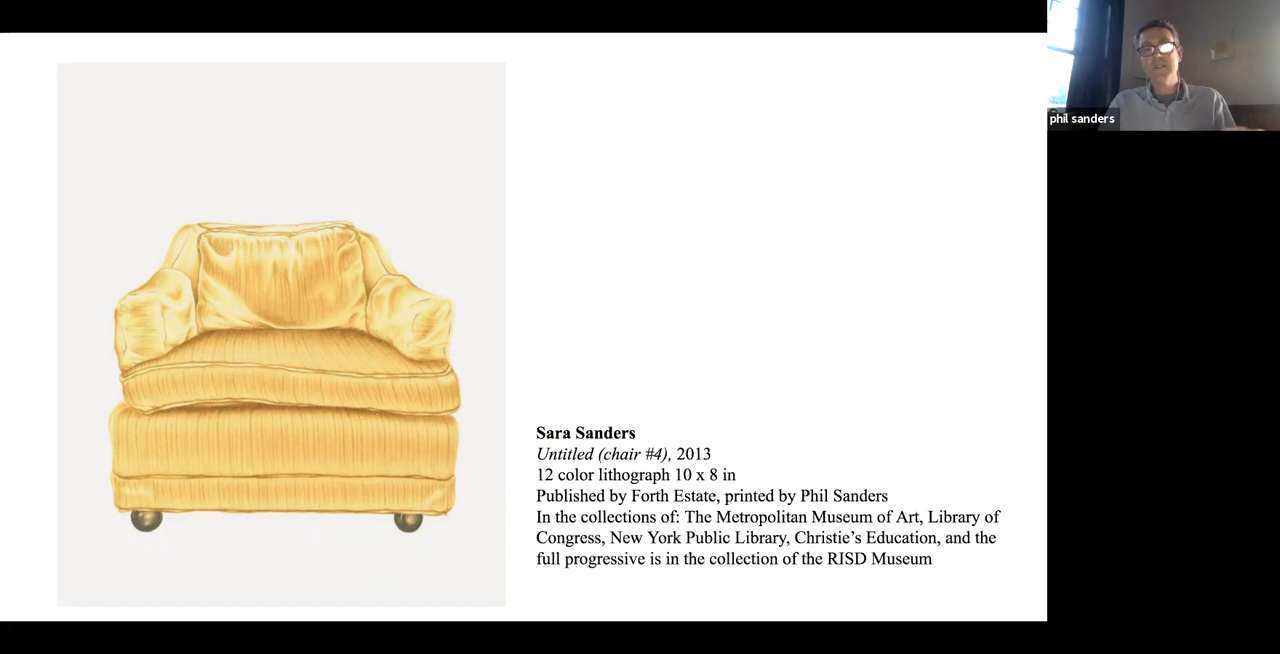 phil sanders
Sara Sanders
Untitled (chair #4), 2013
12 color lithograph 10 x 8 in
Published by Forth Estate, printed by Phil Sanders
In the collections of: The Metropolitan Museum of Art, Library of
Congress, New York Public Library, Christie’s Education, and the
full progressive is in the collection of the RISD Museum